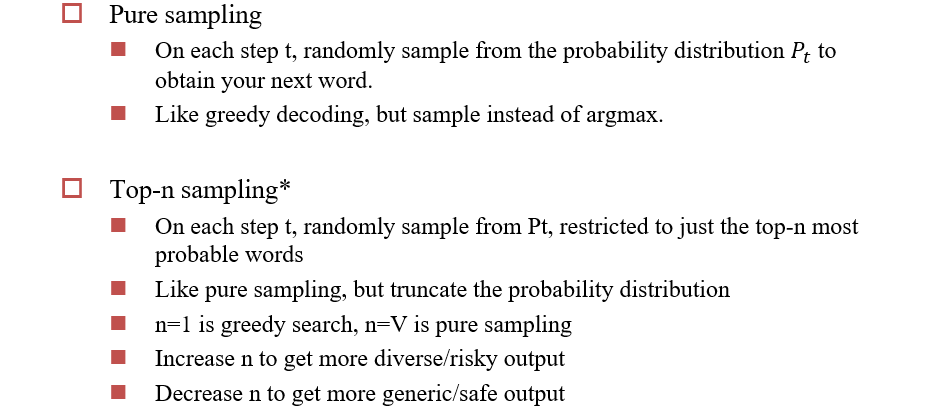 Pure sampling
On each step t, randomly sample from the probability distribution Pₜ to
obtain your next word.
Like greedy decoding, but sample instead of argmax.
Top-n sampling*
On each step t, randomly sample from Pt, restricted to just the top-n most
probable words
Like pure sampling, but truncate the probability distribution
n=1 is greedy search, n=V is pure sampling
Increase n to get more diverse/risky output
Decrease n to get more generic/safe output